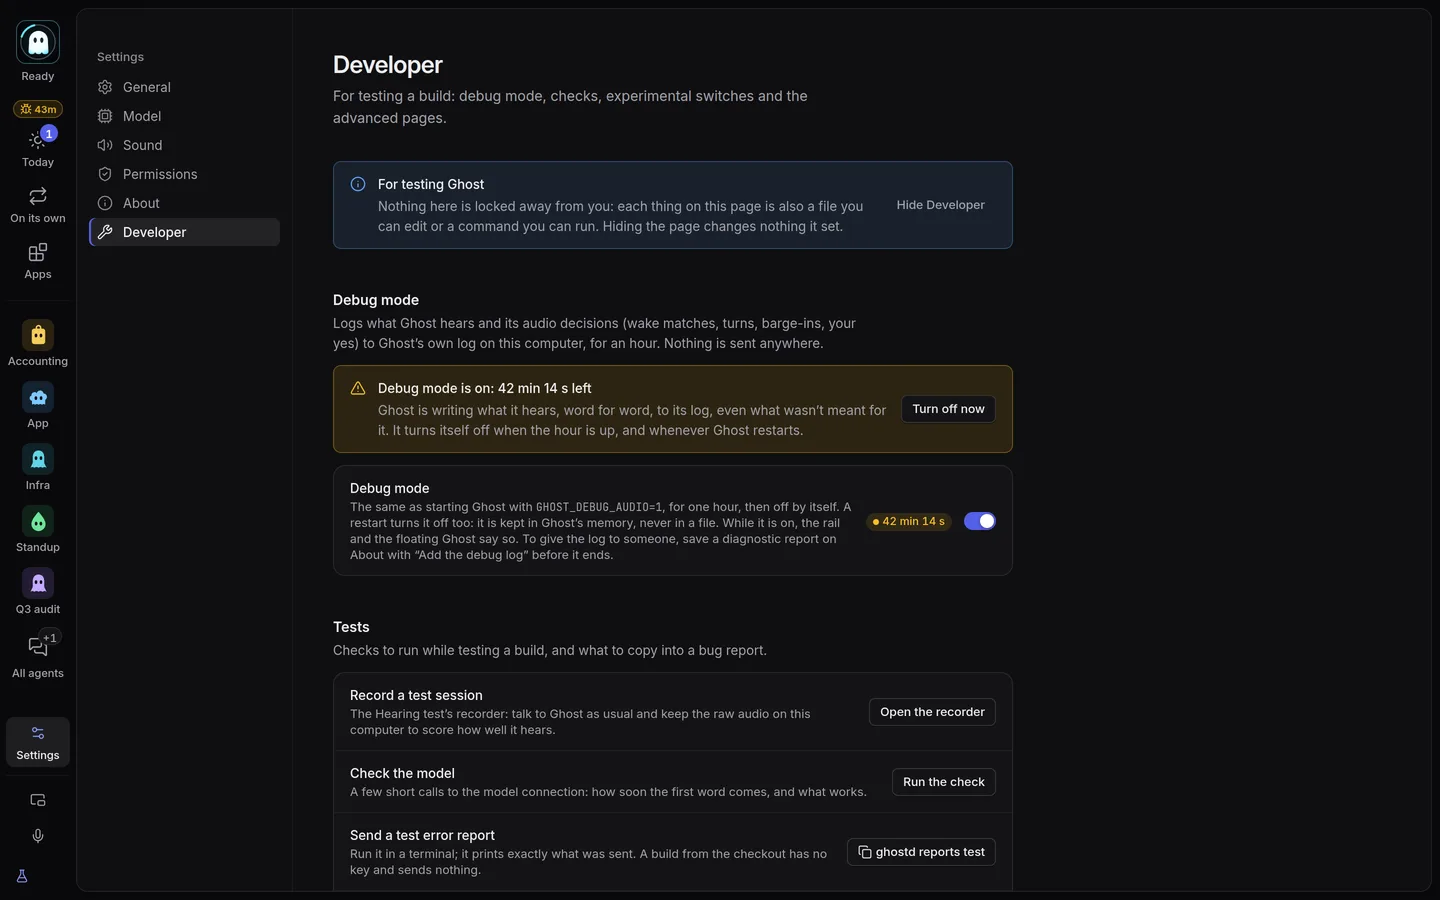 Ready
43m
1
Today
On its own
Apps
Accounting
App
Infra
Standup
Q3 audit
+1
All agents
Settings
Settings
General
Model
Sound
Permissions
About
Developer
Developer
For testing a build: debug mode, checks, experimental switches and the
advanced pages.
For testing Ghost
Nothing here is locked away from you: each thing on this page is also a file you
can edit or a command you can run. Hiding the page changes nothing it set.
Hide Developer
Debug mode
Logs what Ghost hears and its audio decisions (wake matches, turns, barge-ins, your
yes) to Ghost’s own log on this computer, for an hour. Nothing is sent anywhere.
Debug mode is on: 42 min 14 s left
Ghost is writing what it hears, word for word, to its log, even what wasn’t meant for
it. It turns itself off when the hour is up, and whenever Ghost restarts.
Turn off now
Debug mode
The same as starting Ghost with GHOST_DEBUG_AUDIO=1, for one hour, then off by itself. A
restart turns it off too: it is kept in Ghost’s memory, never in a file. While it is on, the rail
and the floating Ghost say so. To give the log to someone, save a diagnostic report on
About with “Add the debug log” before it ends.
42 min 14 s
Tests
Checks to run while testing a build, and what to copy into a bug report.
Record a test session
The Hearing test’s recorder: talk to Ghost as usual and keep the raw audio on this
computer to score how well it hears.
Open the recorder
Check the model
A few short calls to the model connection: how soon the first word comes, and what works.
Run the check
Send a test error report
Run it in a terminal; it prints exactly what was sent. A build from the checkout has no
key and sends nothing.
ghostd reports test